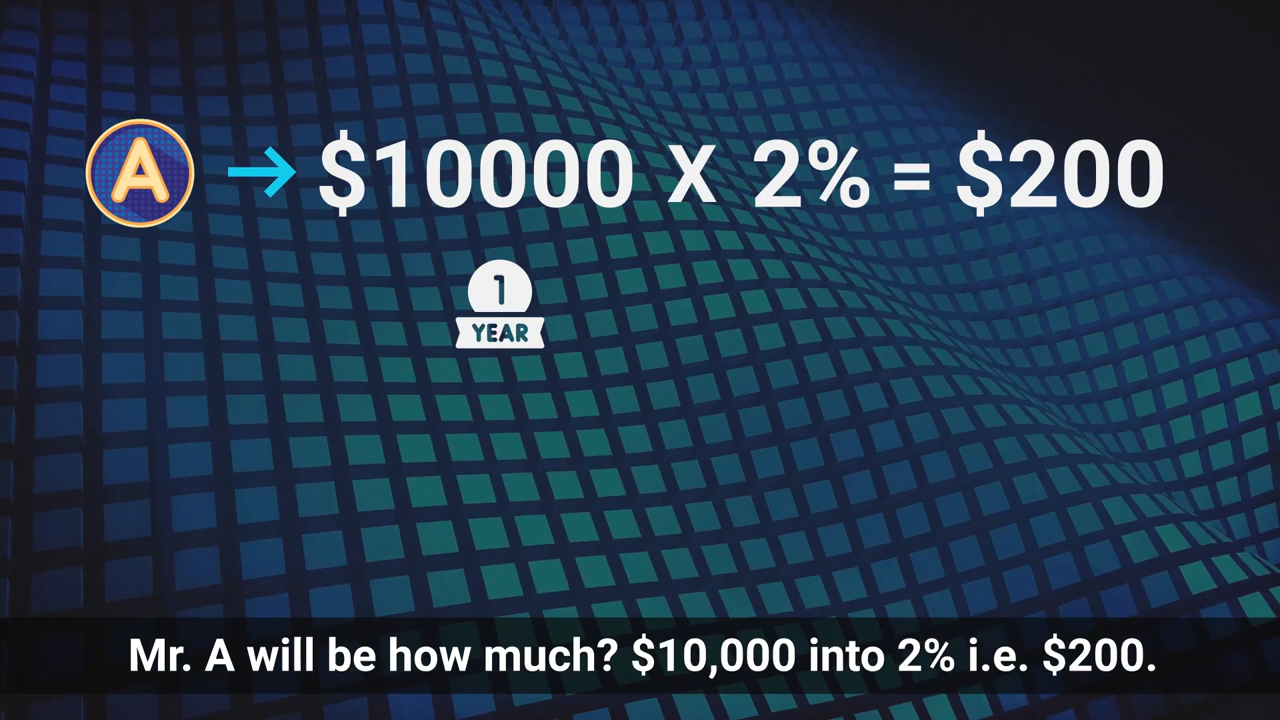 A → $10000 X 2% = $200
1
YEAR
Mr. A will be how much? $10,000 into 2% i.e. $200.